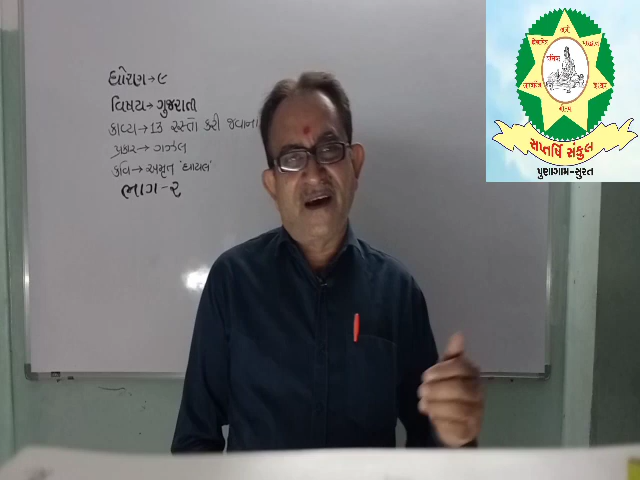 ધોરણ→૯
વિષય→ગુજરાતી
કાવ્ય→13 રસ્તો કરી જવાના
પ્રકાર→ગઝલ
કવિ→અમૃત 'ઘાયલ'
ભાગ-૨
સપ્તર્ષિ સંકુલ
પુણાગામ-સુરત